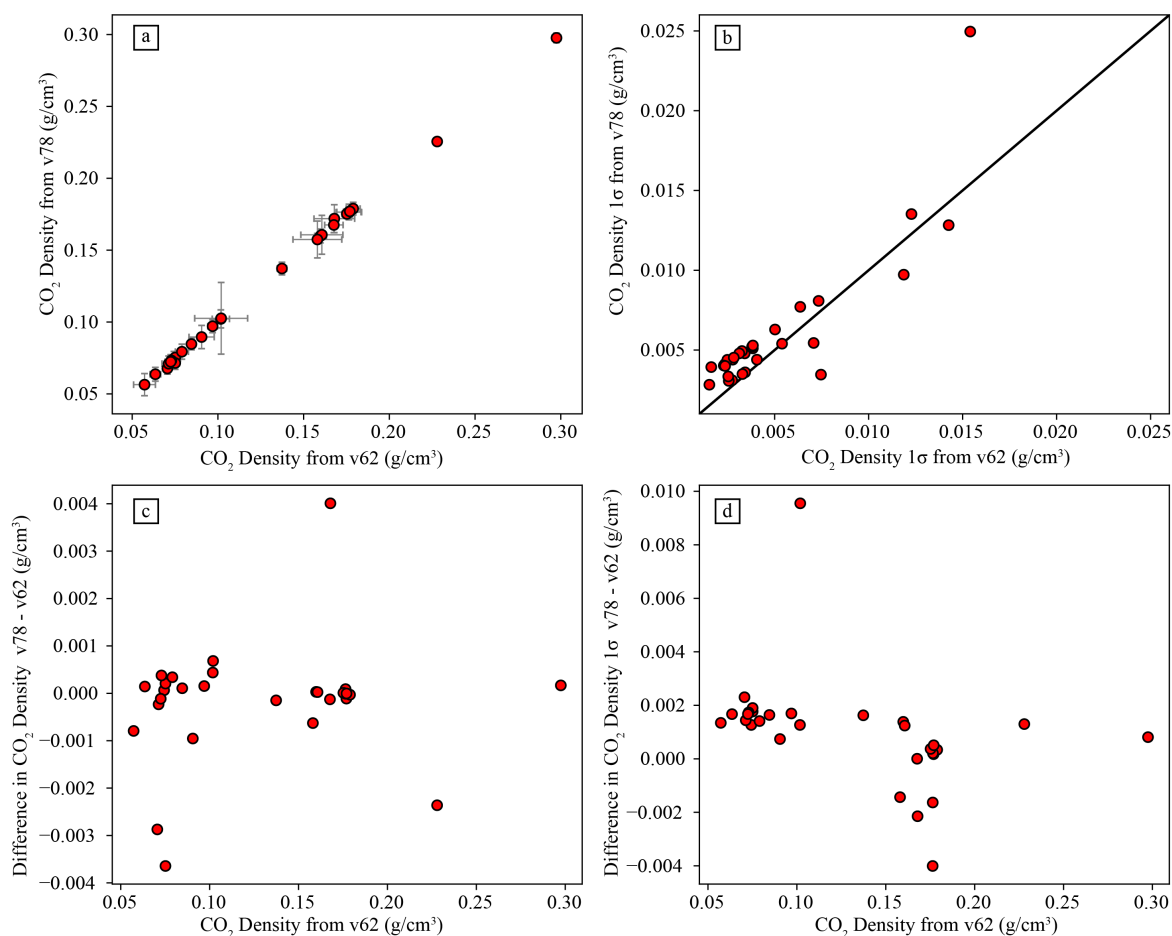 a
0.30
0.25
0.20
0.15
0.10
0.05
CO₂ Density from v78 (g/cm³)
0.05 0.10 0.15 0.20 0.25 0.30
CO₂ Density from v62 (g/cm³)
b
0.025
0.020
0.015
0.010
0.005
CO₂ Density 1σ from v78 (g/cm³)
0.005 0.010 0.015 0.020 0.025
CO₂ Density 1σ from v62 (g/cm³)
c
0.004
0.003
0.002
0.001
0.000
−0.001
−0.002
−0.003
−0.004
Difference in CO₂ Density v78 - v62 (g/cm³)
0.05 0.10 0.15 0.20 0.25 0.30
CO₂ Density from v62 (g/cm³)
d
0.010
0.008
0.006
0.004
0.002
0.000
−0.002
−0.004
Difference in CO₂ Density 1σ v78 - v62 (g/cm³)
0.05 0.10 0.15 0.20 0.25 0.30
CO₂ Density from v62 (g/cm³)